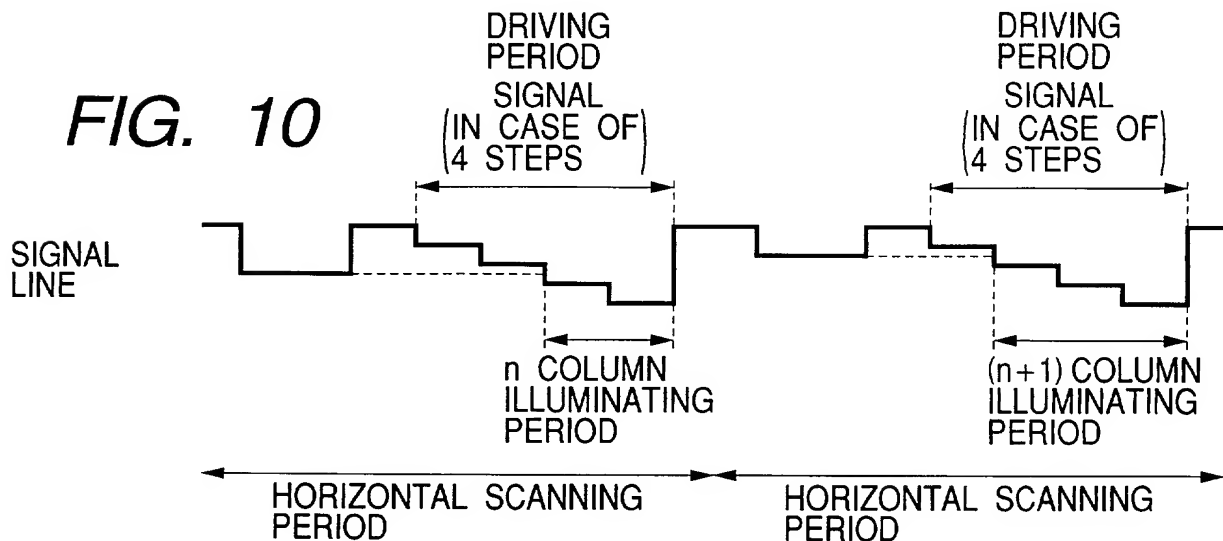 FIG. 10
DRIVING
PERIOD
SIGNAL
(IN CASE OF)
4 STEPS
DRIVING
PERIOD
SIGNAL
(IN CASE OF)
4 STEPS
SIGNAL
LINE
n COLUMN
ILLUMINATING
PERIOD
(n+1) COLUMN
ILLUMINATING
PERIOD
HORIZONTAL SCANNING
PERIOD
HORIZONTAL SCANNING
PERIOD